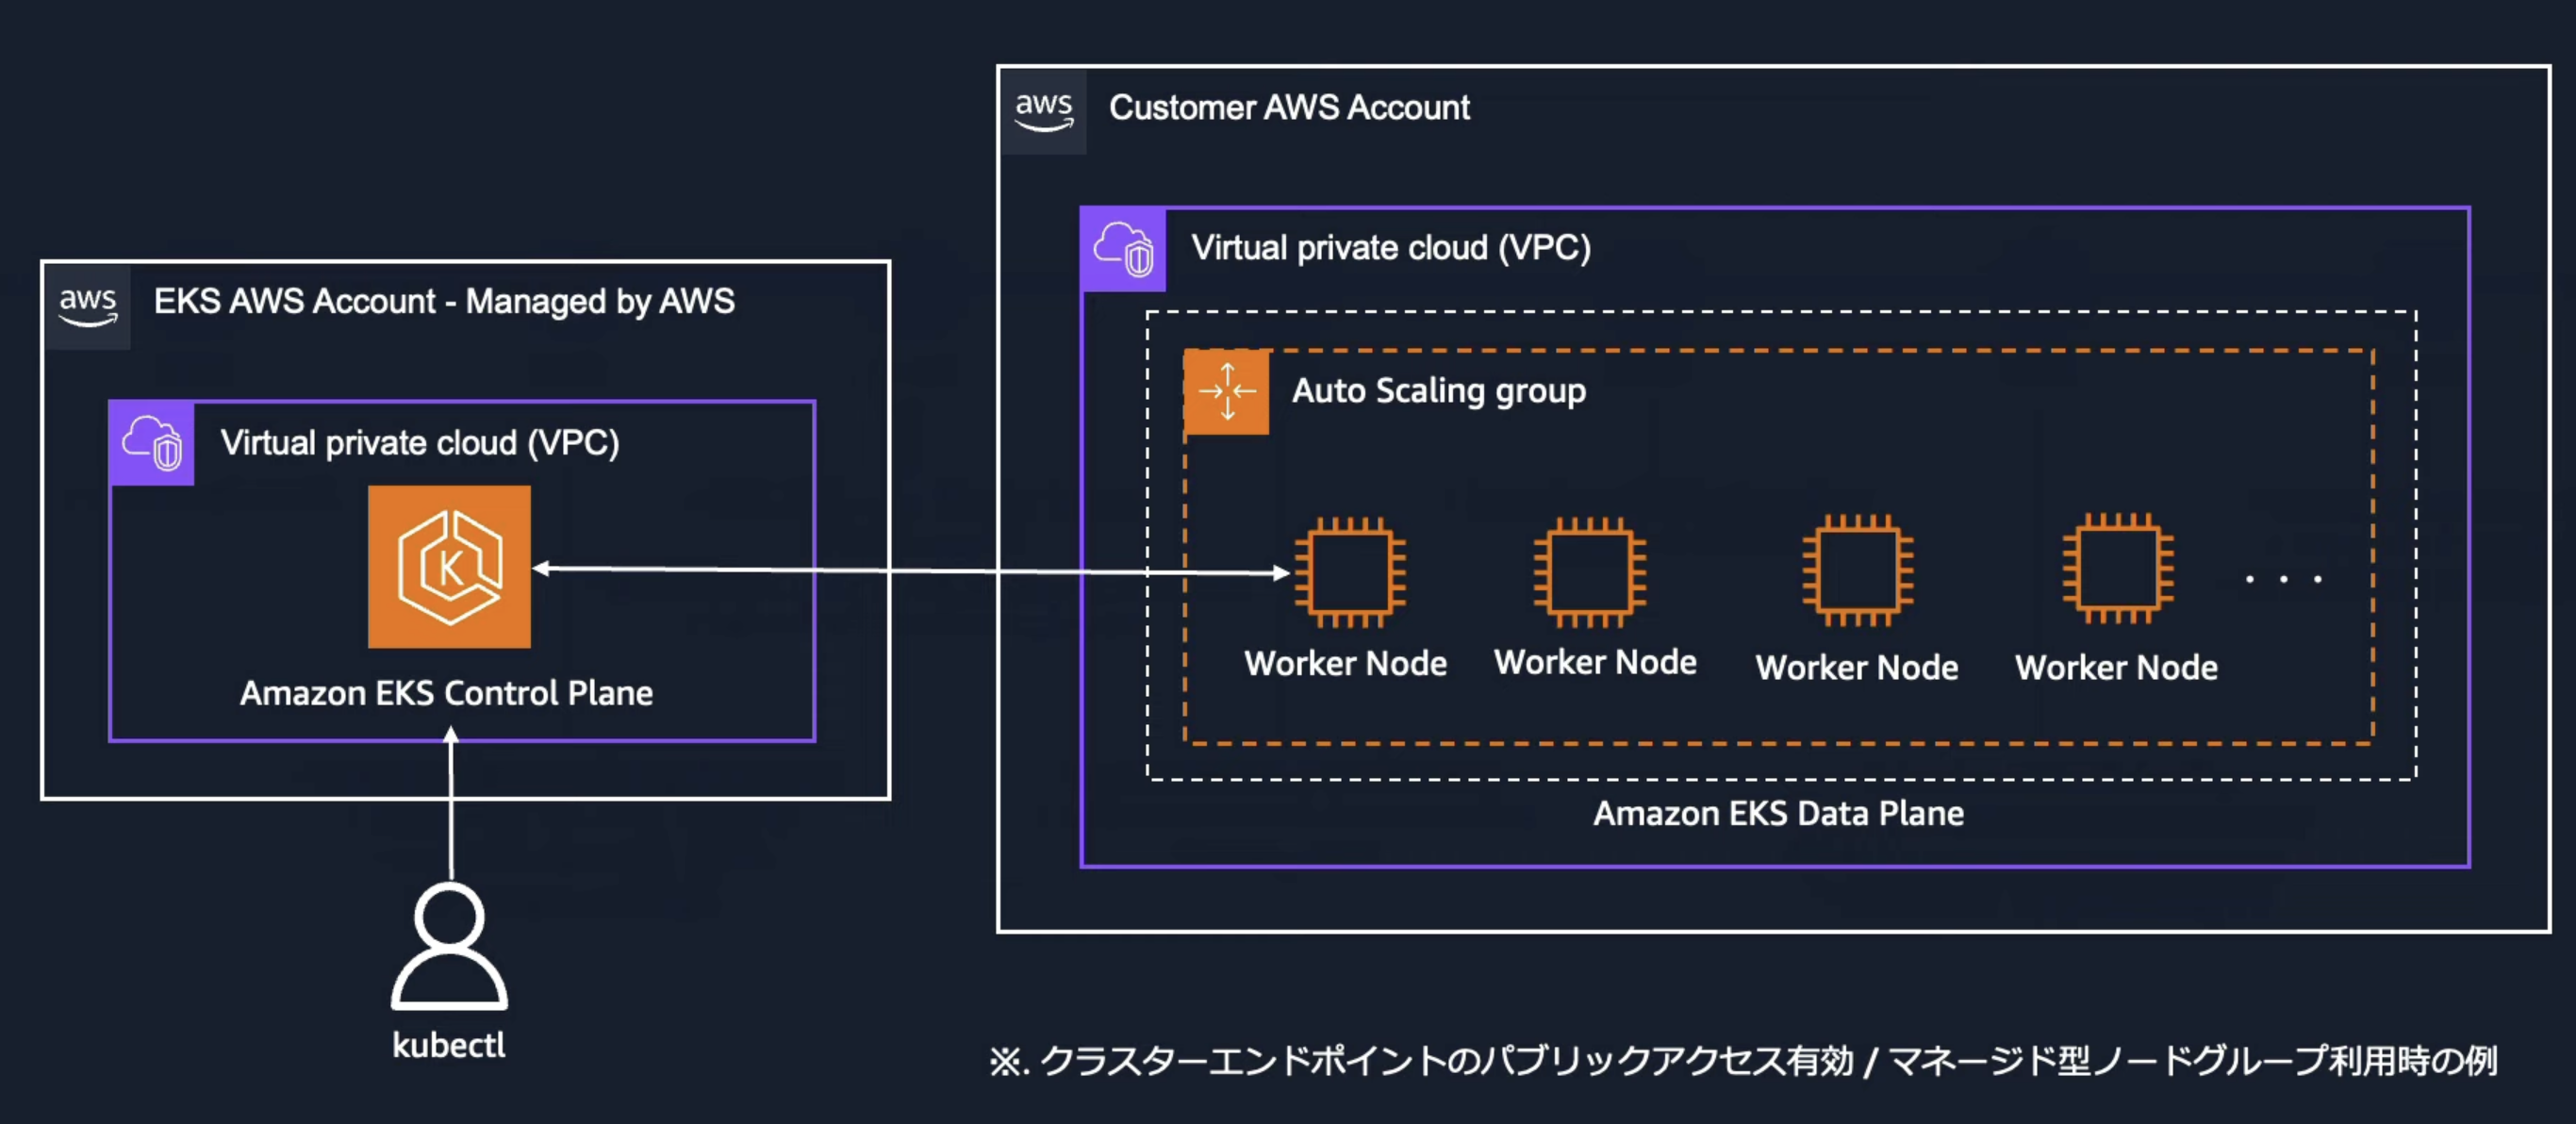 aws
EKS AWS Account - Managed by AWS
Virtual private cloud (VPC)
K
Amazon EKS Control Plane
kubectl
aws
Customer AWS Account
Virtual private cloud (VPC)
Auto Scaling group
Worker Node
Worker Node
Worker Node
Worker Node
. . .
Amazon EKS Data Plane
※. クラスターエンドポイントのパブリックアクセス有効 / マネージド型ノードグループ利用時の例